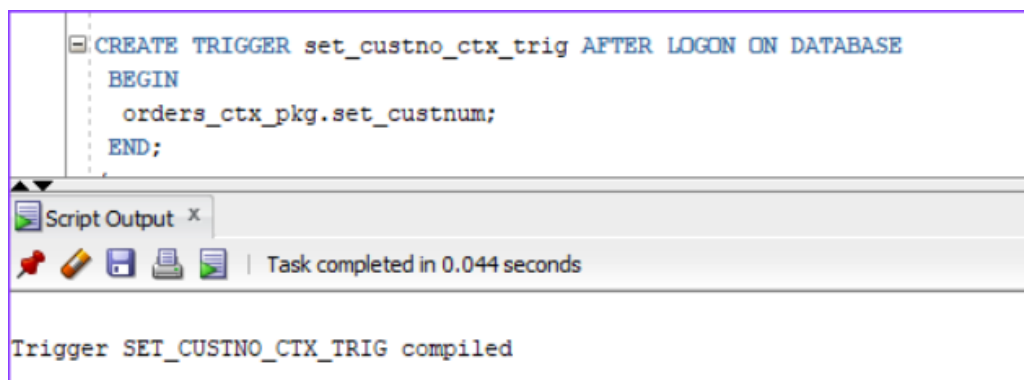 CREATE TRIGGER set_custno_ctx_trig AFTER LOGON ON DATABASE
BEGIN
orders_ctx_pkg.set_custnum;
END;
Script Output x
Task completed in 0.044 seconds
Trigger SET_CUSTNO_CTX_TRIG compiled